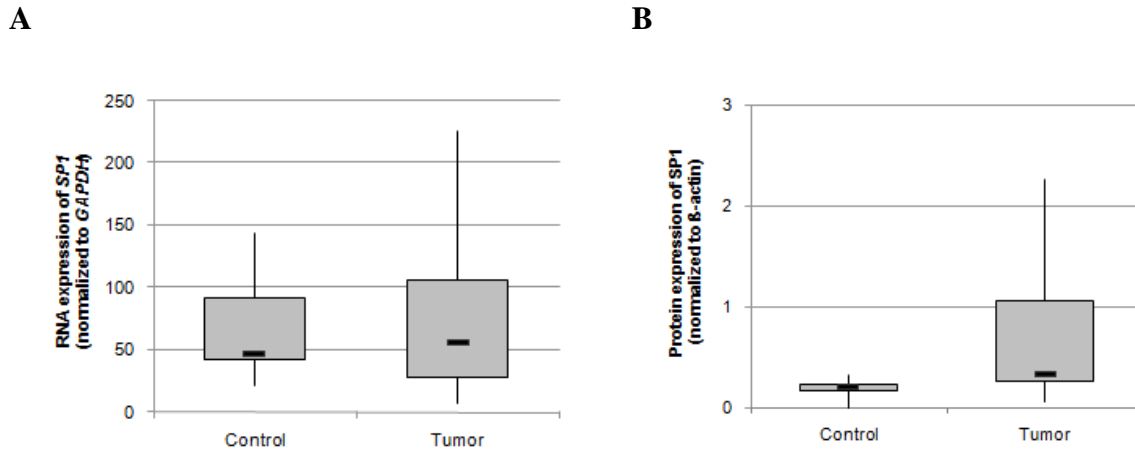 A
B
RNA expression of SP1
(normalized to GAPDH)
250
200
150
100
50
0
Control
Tumor
Protein expression of SP1
(normalized to ß-actin)
3
2
1
0
Control
Tumor